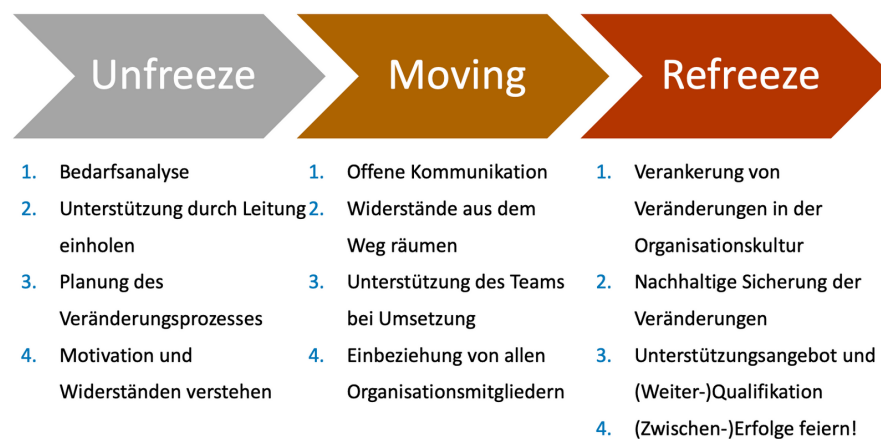 Unfreeze
1. Bedarfsanalyse
2. Unterstützung durch Leitung
einholen
3. Planung des
Veränderungsprozesses
4. Motivation und
Widerständen verstehen
Moving
1. Offene Kommunikation
2. Widerstände aus dem
Weg räumen
3. Unterstützung des Teams
bei Umsetzung
4. Einbeziehung von allen
Organisationsmitgliedern
Refreeze
1. Verankerung von
Veränderungen in der
Organisationskultur
2. Nachhaltige Sicherung der
Veränderungen
3. Unterstützungsangebot und
(Weiter-)Qualifikation
4. (Zwischen-)Erfolge feiern!